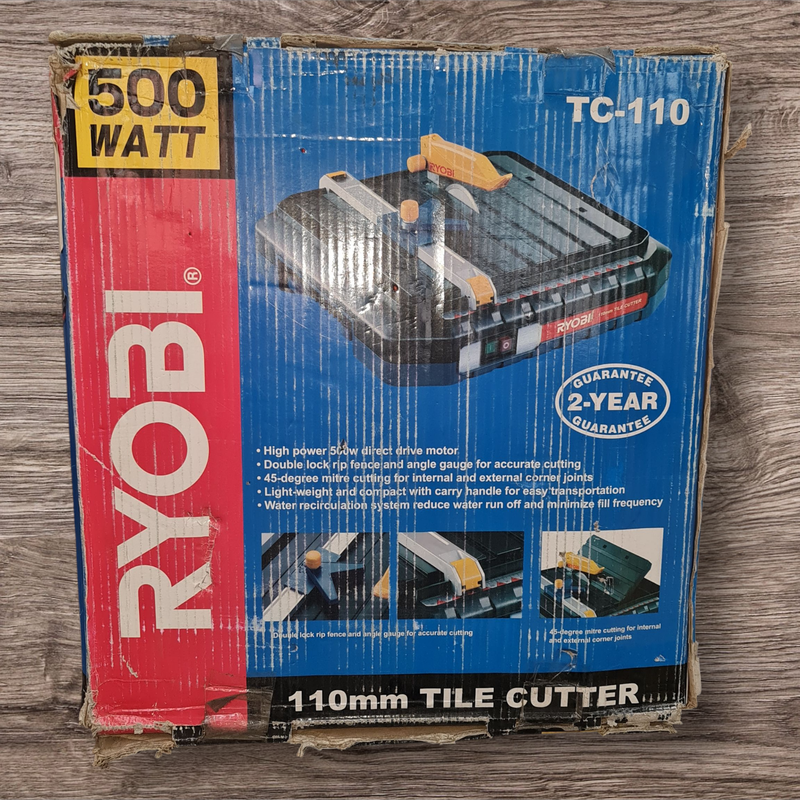 500
WATT
TC-110
RYOBI®
RYOBI
RYOBI 110mm TILE CUTTER
GUARANTEE
2-YEAR
GUARANTEE
• High power 500w direct drive motor
• Double lock rip fence and angle gauge for accurate cutting
• 45-degree mitre cutting for internal and external corner joints
• Light-weight and compact with carry handle for easy transportation
• Water recirculation system reduce water run off and minimize fill frequency
Double lock rip fence and angle gauge for accurate cutting
45-degree mitre cutting for internal
and external corner joints
110mm TILE CUTTER